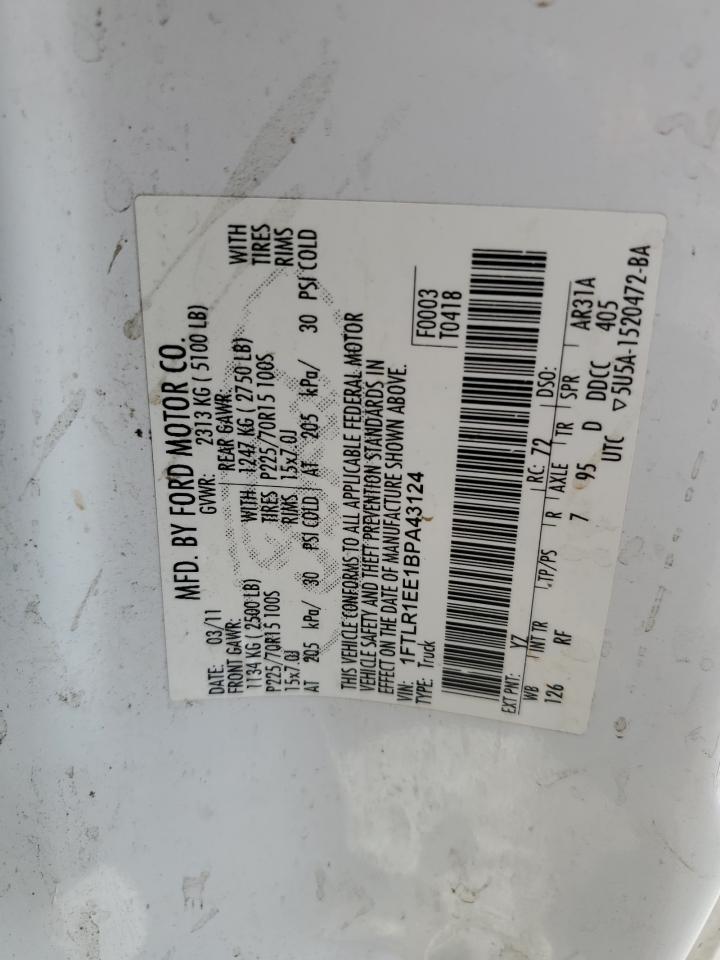 MFD. BY FORD MOTOR CO.
DATE: 03/11 GVWR: 2313 KG ( 5100 LB)
FRONT GAWR: REAR GAWR: WITH
1134 KG ( 2500 LB) WITH 1247 KG ( 2750 LB) TIRES
P225/70R15 100S TIRES P225/70R15 100S RIMS
15x7.0J RIMS 15x7.0J
AT 205 kPa/ 30 PSI COLD AT 205 kPa/ 30 PSI COLD
THIS VEHICLE CONFORMS TO ALL APPLICABLE FEDERAL MOTOR
VEHICLE SAFETY AND THEFT PREVENTION STANDARDS IN
EFFECT ON THE DATE OF MANUFACTURE SHOWN ABOVE.
VIN: 1FTLR1EE1BPA43124 F0003
TYPE: Truck T0418
EXT PNT: YZ RC: 72 DSO:
WB INT TR TP/PS R AXLE TR SPR AR31A
126 RF 7 95 D DDCC 405
UTC ▽5U5A-1520472-BA